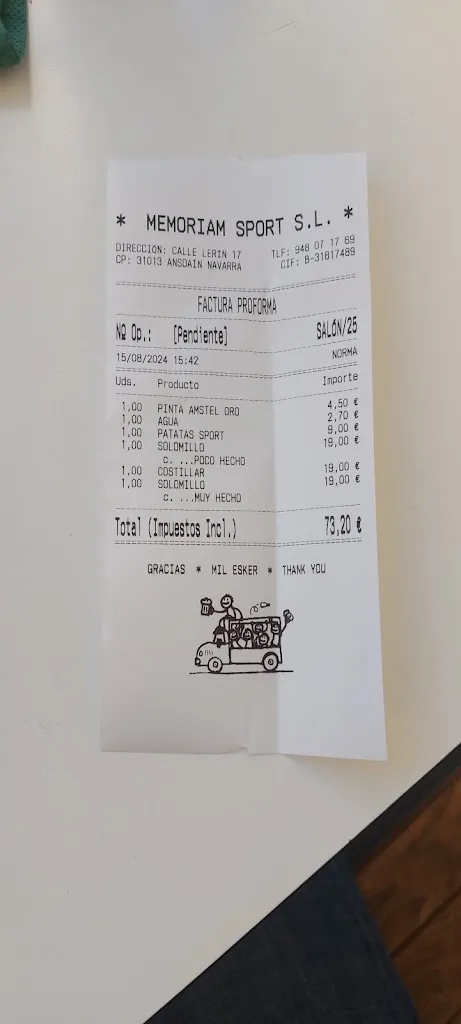 * MEMORIAM SPORT S.L. *
DIRECCION: CALLE LERIN 17 TLF: 948 07 17 69
CP: 31013 ANSOAIN NAVARRA CIF: B-31817489
FACTURA PROFORMA
Nº Op.: [Pendiente] SALÓN/25
15/08/2024 15:42 NORMA
Uds. Producto Importe
1,00 PINTA AMSTEL ORO 4,50 €
1,00 AGUA 2,70 €
1,00 PATATAS SPORT 9,00 €
1,00 SOLOMILLO 19,00 €
c. ...POCO HECHO
1,00 COSTILLAR 19,00 €
1,00 SOLOMILLO 19,00 €
c. ...MUY HECHO
Total (Impuestos Incl.) 73,20 €
GRACIAS * MIL ESKER * THANK YOU